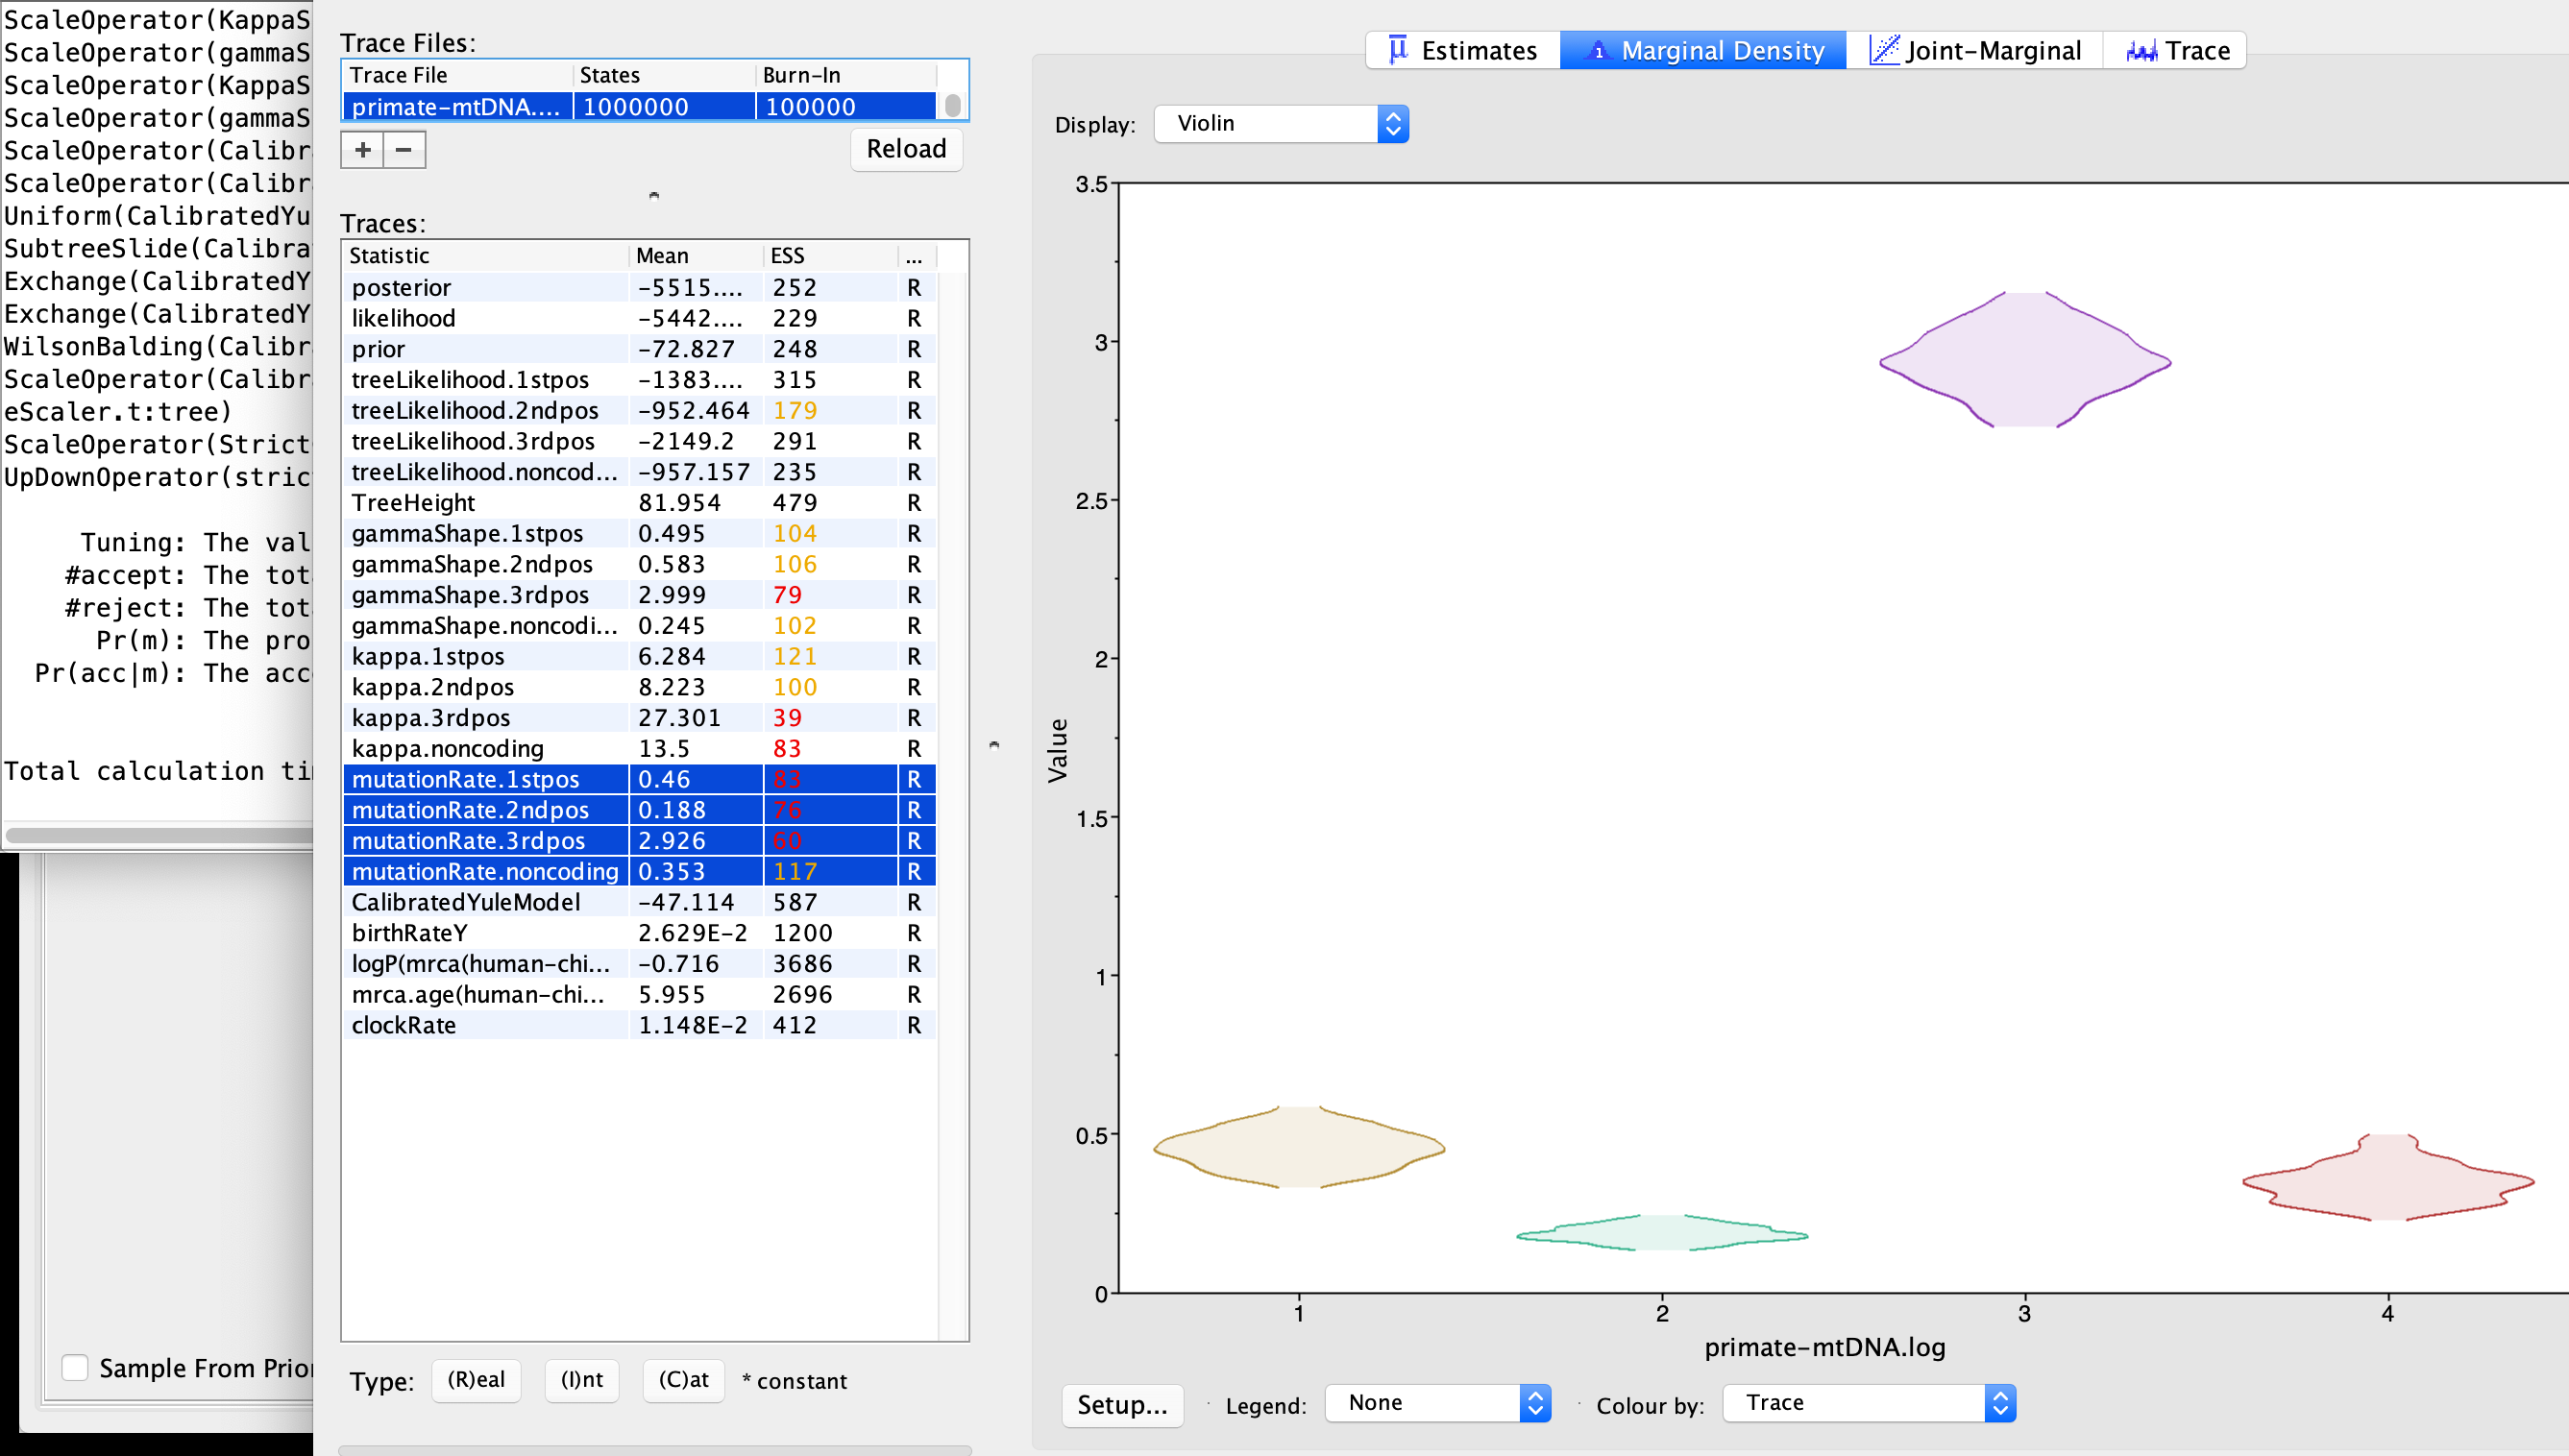 ScaleOperator(KappaS
ScaleOperator(gammaS
ScaleOperator(KappaS
ScaleOperator(gammaS
ScaleOperator(Calibr
ScaleOperator(Calibr
Uniform(CalibratedYu
SubtreeSlide(Calibra
Exchange(CalibratedY
Exchange(CalibratedY
WilsonBalding(Calibr
ScaleOperator(Calibr
eScaler.t:tree)
ScaleOperator(Strict
UpDownOperator(stric
Tuning: The val
#accept: The tot
#reject: The tot
Pr(m): The pro
Pr(acc|m): The acc
Total calculation ti
Sample From Prio
Trace Files:
Trace File States Burn-In
primate-mtDNA.... 1000000 100000
+ −
Reload
Traces:
Statistic Mean ESS ...
posterior -5515.... 252 R
likelihood -5442.... 229 R
prior -72.827 248 R
treeLikelihood.1stpos -1383.... 315 R
treeLikelihood.2ndpos -952.464 179 R
treeLikelihood.3rdpos -2149.2 291 R
treeLikelihood.noncod... -957.157 235 R
TreeHeight 81.954 479 R
gammaShape.1stpos 0.495 104 R
gammaShape.2ndpos 0.583 106 R
gammaShape.3rdpos 2.999 79 R
gammaShape.noncodi... 0.245 102 R
kappa.1stpos 6.284 121 R
kappa.2ndpos 8.223 100 R
kappa.3rdpos 27.301 39 R
kappa.noncoding 13.5 83 R
mutationRate.1stpos 0.46 83 R
mutationRate.2ndpos 0.188 76 R
mutationRate.3rdpos 2.926 60 R
mutationRate.noncoding 0.353 117 R
CalibratedYuleModel -47.114 587 R
birthRateY 2.629E-2 1200 R
logP(mrca(human-chi... -0.716 3686 R
mrca.age(human-chi... 5.955 2696 R
clockRate 1.148E-2 412 R
Type: (R)eal (I)nt (C)at * constant
Estimates Marginal Density Joint-Marginal Trace
Display: Violin
3.5
3
2.5
2
1.5
1
0.5
0
Value
1 2 3 4
primate-mtDNA.log
Setup... Legend: None Colour by: Trace